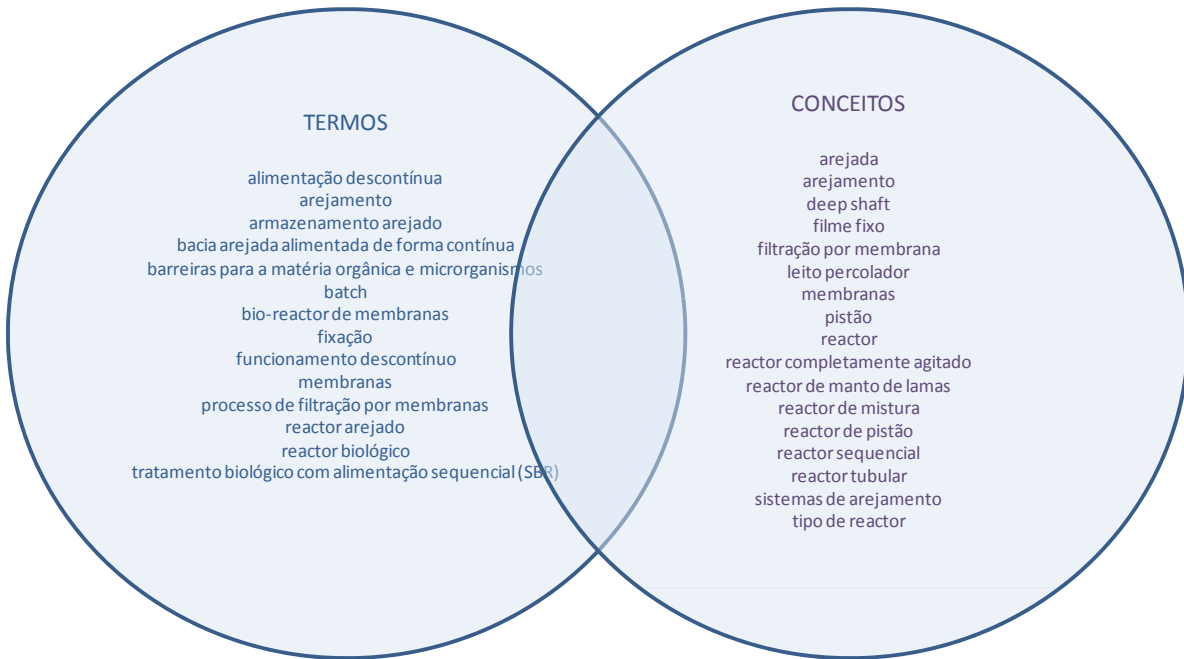 TERMOS
alimentação descontínua
arejamento
armazenamento arejado
bacia arejada alimentada de forma contínua
barreiras para a matéria orgânica e microrganismos
batch
bio-reactor de membranas
fixação
funcionamento descontínuo
membranas
processo de filtração por membranas
reactor arejado
reactor biológico
tratamento biológico com alimentação sequencial (SBR)
CONCEITOS
arejada
arejamento
deep shaft
filme fixo
filtração por membrana
leito percolador
membranas
pistão
reactor
reactor completamente agitado
reactor de manto de lamas
reactor de mistura
reactor de pistão
reactor sequencial
reactor tubular
sistemas de arejamento
tipo de reactor